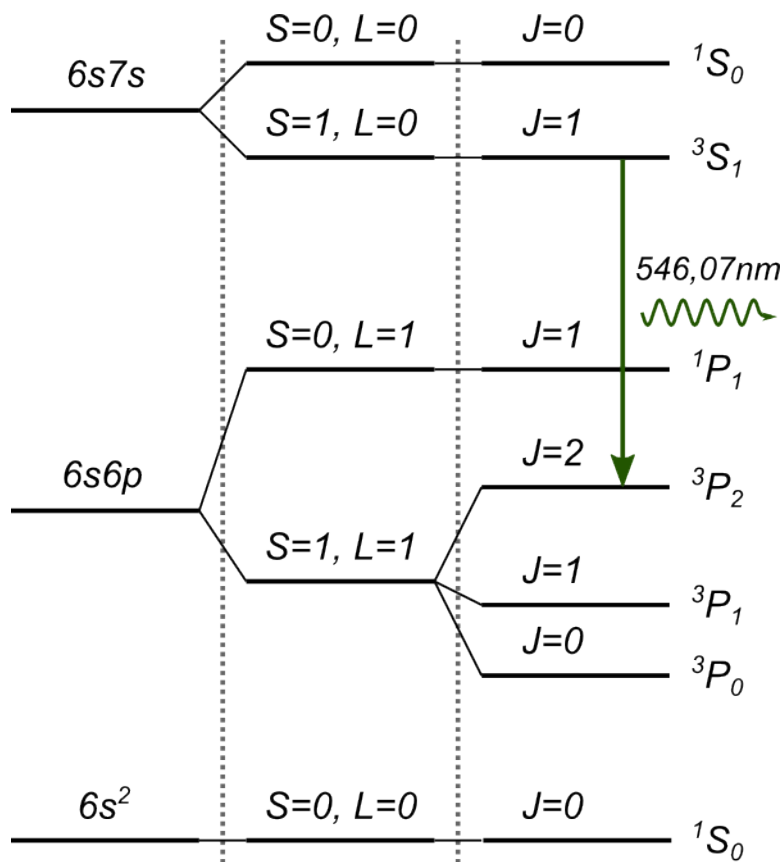 S=0, L=0 J=0 ¹S₀
6s7s
S=1, L=0 J=1 ³S₁
546,07nm
S=0, L=1 J=1 ¹P₁
J=2 ³P₂
6s6p
S=1, L=1
J=1 ³P₁
J=0 ³P₀
6s² S=0, L=0 J=0 ¹S₀